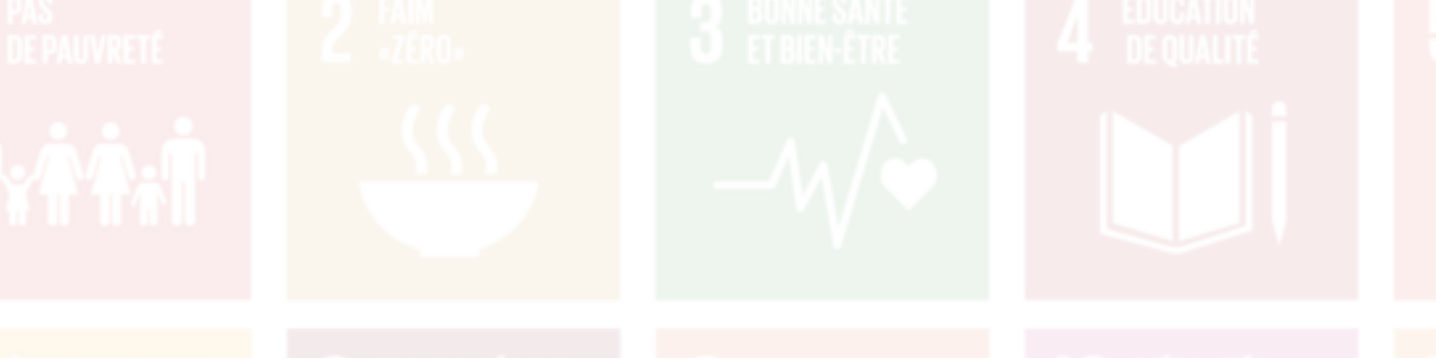 PAS
DE PAUVRETÉ
2 FAIM
«ZÉRO»
3 BONNE SANTÉ
ET BIEN-ÊTRE
4 ÉDUCATION
DE QUALITÉ